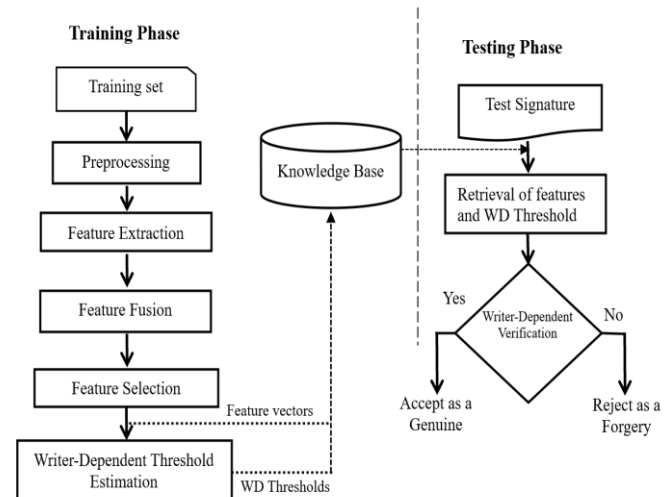 Training Phase
Training set
Preprocessing
Feature Extraction
Feature Fusion
Feature Selection
Feature vectors
Writer-Dependent Threshold
Estimation
WD Thresholds
Knowledge Base
Testing Phase
Test Signature
Retrieval of features
and WD Threshold
Yes
Writer-Dependent
Verification
No
Accept as a
Genuine
Reject as a
Forgery